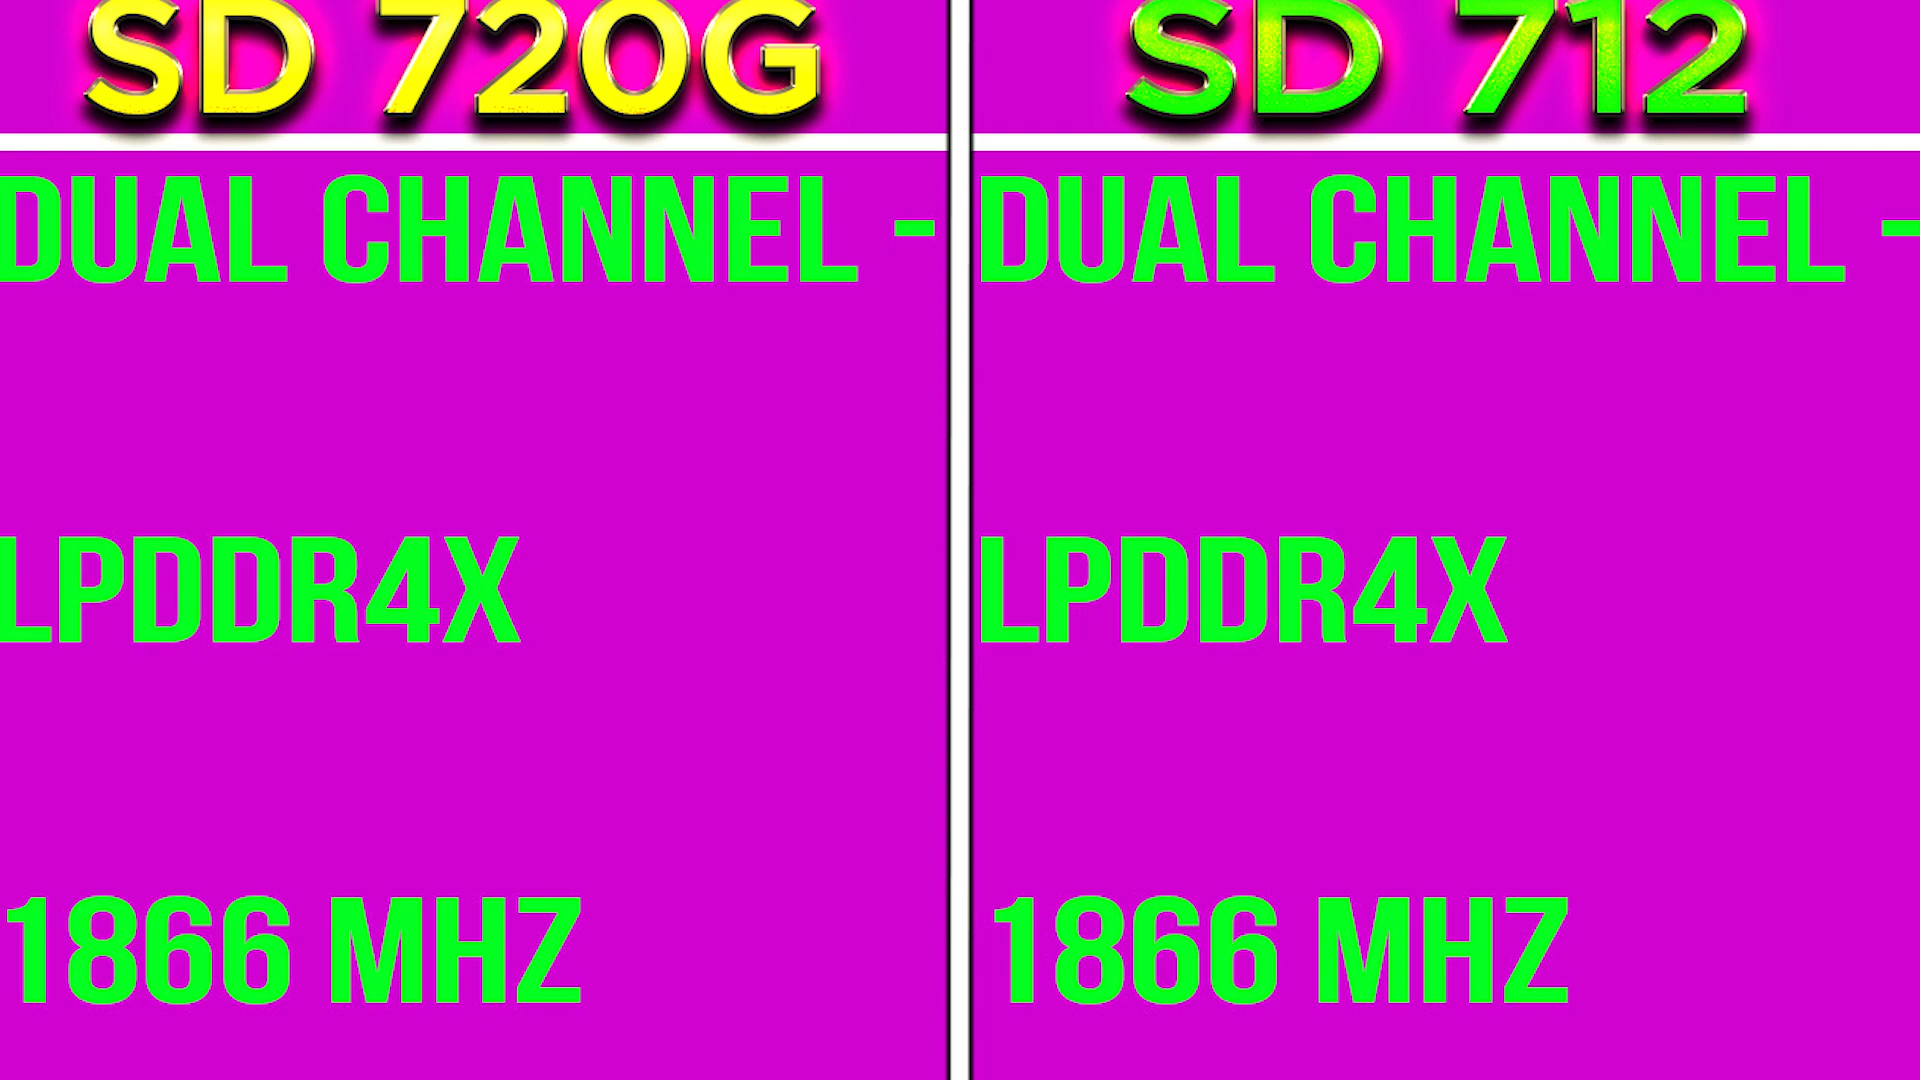 SD 720G
SD 712
DUAL CHANNEL -
LPDDR4X
1866 MHZ
DUAL CHANNEL -
LPDDR4X
1866 MHZ